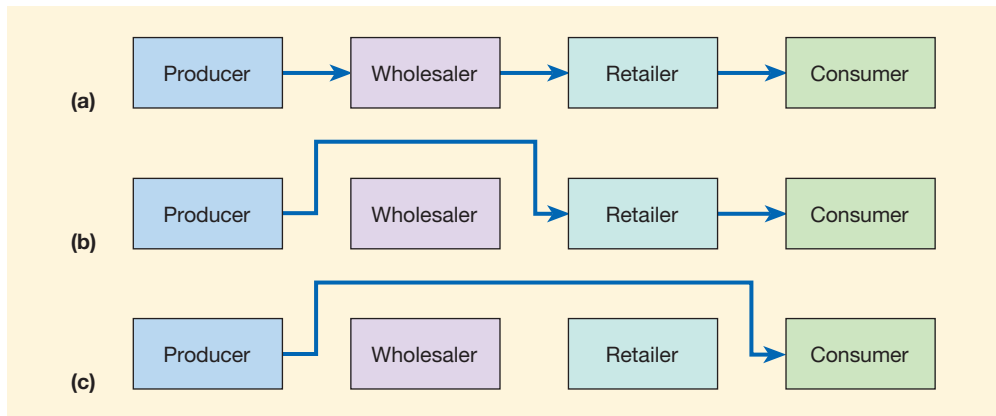 Producer Wholesaler Retailer Consumer
(a)
Producer Wholesaler Retailer Consumer
(b)
Producer Wholesaler Retailer Consumer
(c)